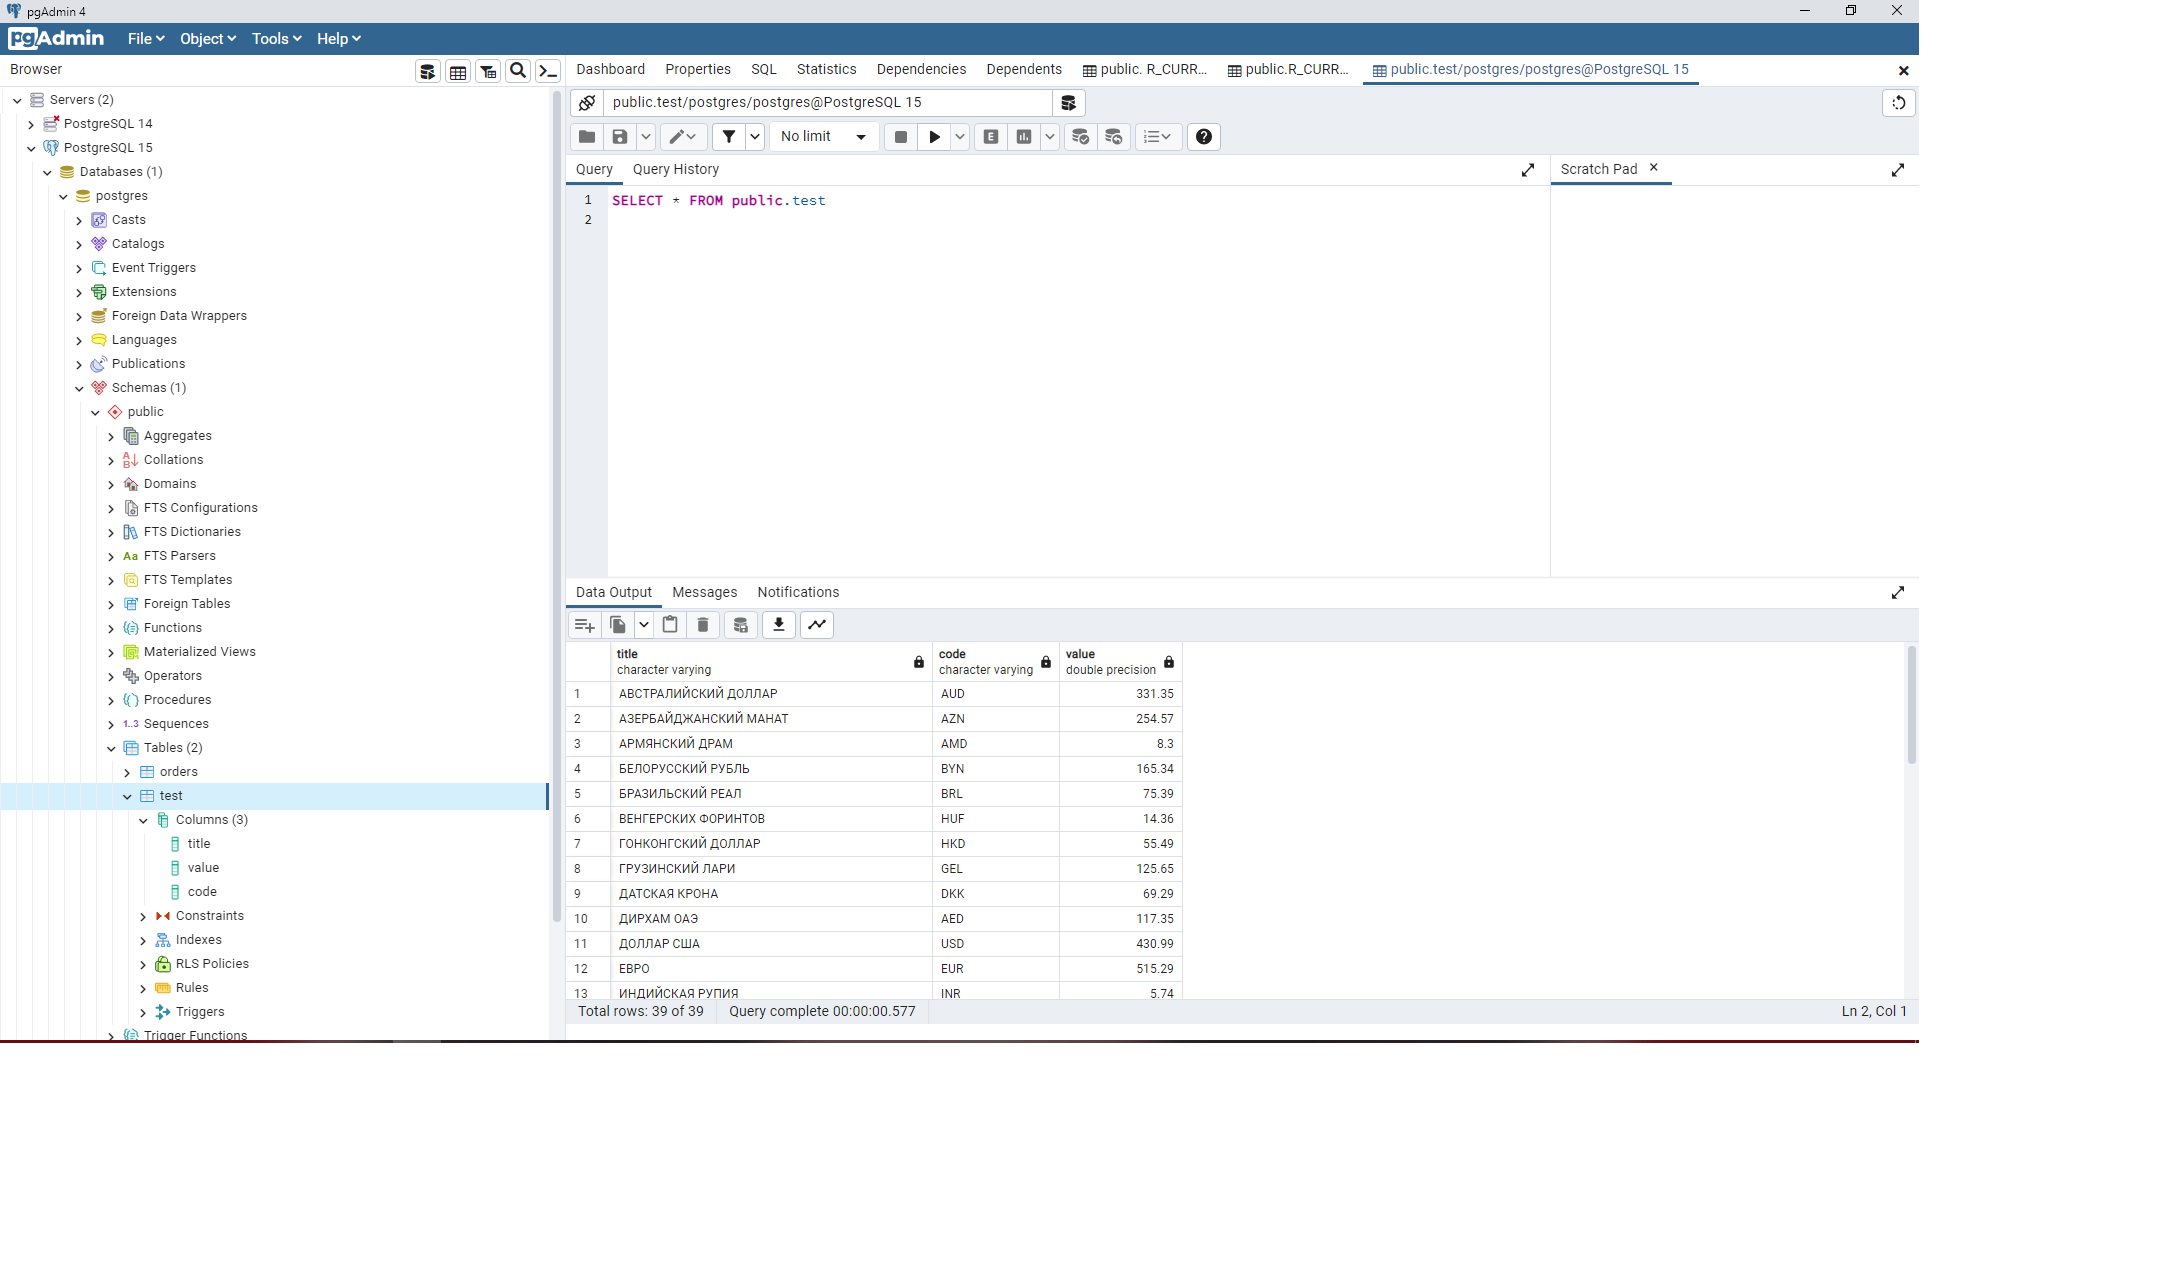 pgAdmin 4
pgAdmin File Object Tools Help
Browser
Dashboard Properties SQL Statistics Dependencies Dependents public. R_CURR... public.R_CURR... public.test/postgres/postgres@PostgreSQL 15
Servers (2)
PostgreSQL 14
PostgreSQL 15
Databases (1)
postgres
Casts
Catalogs
Event Triggers
Extensions
Foreign Data Wrappers
Languages
Publications
Schemas (1)
public
Aggregates
Collations
Domains
FTS Configurations
FTS Dictionaries
Aa FTS Parsers
FTS Templates
Foreign Tables
Functions
Materialized Views
Operators
Procedures
1..3 Sequences
Tables (2)
orders
test
Columns (3)
title
value
code
Constraints
Indexes
RLS Policies
Rules
Triggers
Trigger Functions
public.test/postgres/postgres@PostgreSQL 15
No limit E
Query Query History Scratch Pad
1 SELECT * FROM public.test
2
Data Output Messages Notifications
title code value
character varying character varying double precision
1 АВСТРАЛИЙСКИЙ ДОЛЛАР AUD 331.35
2 АЗЕРБАЙДЖАНСКИЙ МАНАТ AZN 254.57
3 АРМЯНСКИЙ ДРАМ AMD 8.3
4 БЕЛОРУССКИЙ РУБЛЬ BYN 165.34
5 БРАЗИЛЬСКИЙ РЕАЛ BRL 75.39
6 ВЕНГЕРСКИХ ФОРИНТОВ HUF 14.36
7 ГОНКОНГСКИЙ ДОЛЛАР HKD 55.49
8 ГРУЗИНСКИЙ ЛАРИ GEL 125.65
9 ДАТСКАЯ КРОНА DKK 69.29
10 ДИРХАМ ОАЭ AED 117.35
11 ДОЛЛАР США USD 430.99
12 ЕВРО EUR 515.29
13 ИНДИЙСКАЯ РУПИЯ INR 5.74
Total rows: 39 of 39 Query complete 00:00:00.577 Ln 2, Col 1